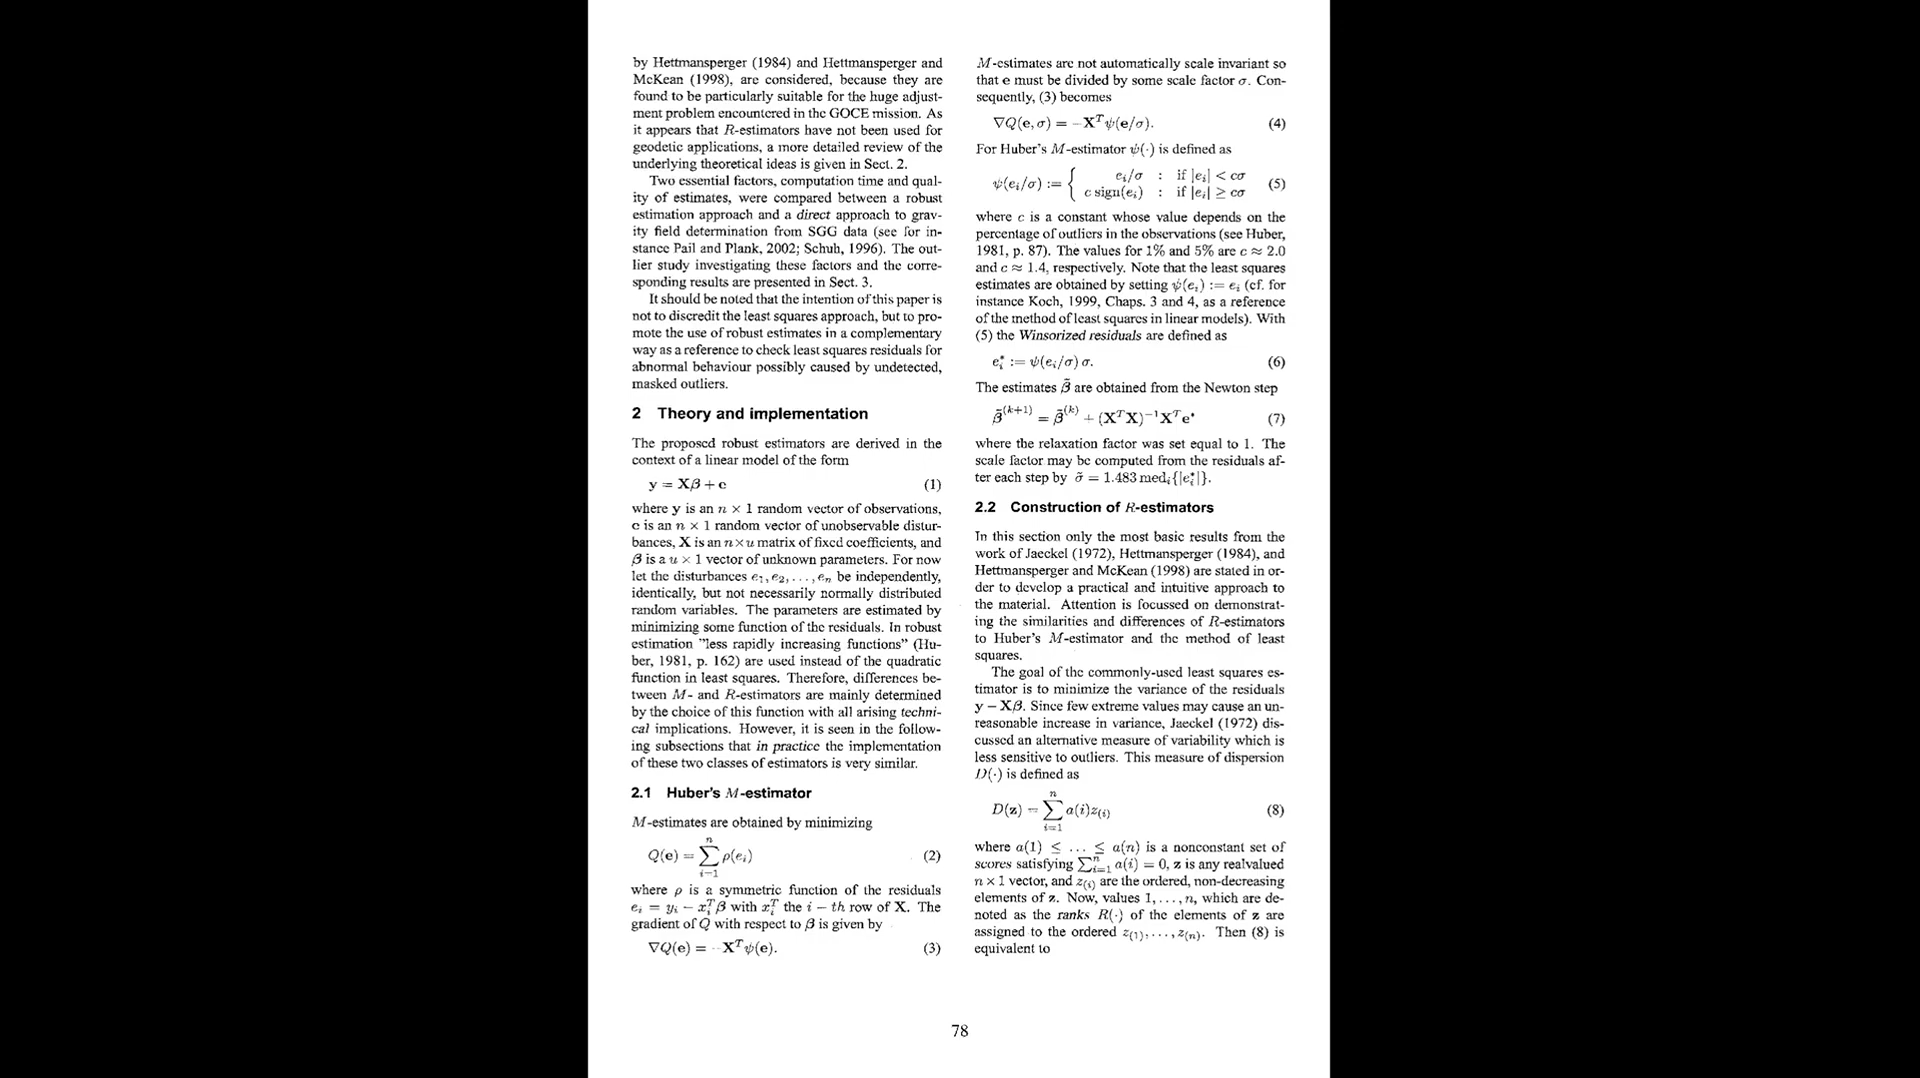 by Hettmansperger (1984) and Hettmansperger and
McKean (1998), are considered, because they are
found to be particularly suitable for the huge adjust-
ment problem encountered in the GOCE mission. As
it appears that R-estimators have not been used for
geodetic applications, a more detailed review of the
underlying theoretical ideas is given in Sect. 2.
Two essential factors, computation time and qual-
ity of estimates, were compared between a robust
estimation approach and a direct approach to grav-
ity field determination from SGG data (see for in-
stance Pail and Plank, 2002; Schuh, 1996). The out-
lier study investigating these factors and the corre-
sponding results are presented in Sect. 3.
It should be noted that the intention of this paper is
not to discredit the least squares approach, but to pro-
mote the use of robust estimates in a complementary
way as a reference to check least squares residuals for
abnormal behaviour possibly caused by undetected,
masked outliers.
2 Theory and implementation
The proposed robust estimators are derived in the
context of a linear model of the form
y = Xβ + e (1)
where y is an n × 1 random vector of observations,
e is an n × 1 random vector of unobservable distur-
bances, X is an n×u matrix of fixed coefficients, and
β is a u × 1 vector of unknown parameters. For now
let the disturbances e₁, e₂, . . . , eₙ be independently,
identically, but not necessarily normally distributed
random variables. The parameters are estimated by
minimizing some function of the residuals. In robust
estimation "less rapidly increasing functions" (Hu-
ber, 1981, p. 162) are used instead of the quadratic
function in least squares. Therefore, differences be-
tween M- and R-estimators are mainly determined
by the choice of this function with all arising techni-
cal implications. However, it is seen in the follow-
ing subsections that in practice the implementation
of these two classes of estimators is very similar.
2.1 Huber's M-estimator
M-estimates are obtained by minimizing
Q(e) = ∑_{i=1}^{n} ρ(e_i) (2)
where ρ is a symmetric function of the residuals
e_i = y_i − x_i^T β with x_i^T the i − th row of X. The
gradient of Q with respect to β is given by
∇Q(e) = −X^T ψ(e). (3)
M-estimates are not automatically scale invariant so
that e must be divided by some scale factor σ. Con-
sequently, (3) becomes
∇Q(e, σ) = −X^T ψ(e/σ). (4)
For Huber's M-estimator ψ(·) is defined as
ψ(e_i/σ) := { e_i/σ : if |e_i| < cσ
c sign(e_i) : if |e_i| ≥ cσ (5)
where c is a constant whose value depends on the
percentage of outliers in the observations (see Huber,
1981, p. 87). The values for 1% and 5% are c ≈ 2.0
and c ≈ 1.4, respectively. Note that the least squares
estimates are obtained by setting ψ(e_i) := e_i (cf. for
instance Koch, 1999, Chaps. 3 and 4, as a reference
of the method of least squares in linear models). With
(5) the Winsorized residuals are defined as
e_i^* := ψ(e_i/σ) σ. (6)
The estimates β̃ are obtained from the Newton step
β̃^(k+1) = β̃^(k) + (X^T X)^−1 X^T e^* (7)
where the relaxation factor was set equal to 1. The
scale factor may be computed from the residuals af-
ter each step by σ̃ = 1.483 med_i{|e_i^*|}.
2.2 Construction of R-estimators
In this section only the most basic results from the
work of Jaeckel (1972), Hettmansperger (1984), and
Hettmansperger and McKean (1998) are stated in or-
der to develop a practical and intuitive approach to
the material. Attention is focussed on demonstrat-
ing the similarities and differences of R-estimators
to Huber's M-estimator and the method of least
squares.
The goal of the commonly-used least squares es-
timator is to minimize the variance of the residuals
y − Xβ. Since few extreme values may cause an un-
reasonable increase in variance, Jaeckel (1972) dis-
cussed an alternative measure of variability which is
less sensitive to outliers. This measure of dispersion
D(·) is defined as
D(z) = ∑_{i=1}^{n} a(i)z_(i) (8)
where a(1) ≤ . . . ≤ a(n) is a nonconstant set of
scores satisfying ∑_{i=1}^{n} a(i) = 0, z is any realvalued
n × 1 vector, and z_(i) are the ordered, non-decreasing
elements of z. Now, values 1, . . . , n, which are de-
noted as the ranks R(·) of the elements of z are
assigned to the ordered z_(1), . . . , z_(n). Then (8) is
equivalent to
78